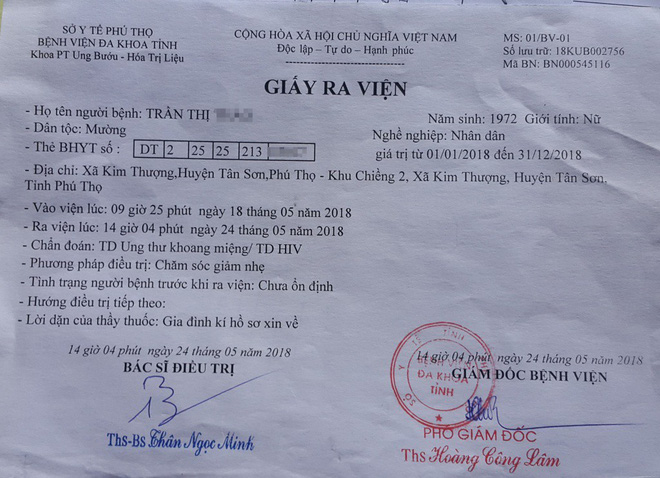 SỞ Y TẾ PHÚ THỌ
BỆNH VIỆN ĐA KHOA TỈNH
Khoa PT Ung Bướu - Hóa Trị Liệu
CỘNG HÒA XÃ HỘI CHỦ NGHĨA VIỆT NAM
Độc lập – Tự do – Hạnh phúc
MS: 01/BV-01
Số lưu trữ: 18KUB002756
Mã BN: BN000545116
GIẤY RA VIỆN
- Họ tên người bệnh: TRẦN THỊ
Năm sinh: 1972 Giới tính: Nữ
- Dân tộc: Mường
Nghề nghiệp: Nhân dân
- Thẻ BHYT số : DT 2 25 25 213
giá trị từ 01/01/2018 đến 31/12/2018
- Địa chỉ: Xã Kim Thượng,Huyện Tân Sơn,Phú Thọ - Khu Chiềng 2, Xã Kim Thượng, Huyện Tân Sơn,
Tỉnh Phú Thọ
- Vào viện lúc: 09 giờ 25 phút ngày 18 tháng 05 năm 2018
- Ra viện lúc: 14 giờ 04 phút ngày 24 tháng 05 năm 2018
- Chẩn đoán: TD Ung thư khoang miệng/ TD HIV
- Phương pháp điều trị: Chăm sóc giảm nhẹ
- Tình trạng người bệnh trước khi ra viện: Chưa ổn định
- Hướng điều trị tiếp theo:
- Lời dặn của thầy thuốc: Gia đình kí hồ sơ xin về
14 giờ 04 phút ngày 24 tháng 05 năm 2018
BÁC SĨ ĐIỀU TRỊ
Ths-Bs Thân Ngọc Minh
14 giờ 04 phút, ngày 24 tháng 05 năm 2018
GIÁM ĐỐC BỆNH VIỆN
SỞ Y TẾ TỈNH
BỆNH VIỆN
ĐA KHOA
TỈNH
PHÓ GIÁM ĐỐC
Ths Hoàng Công Lâm